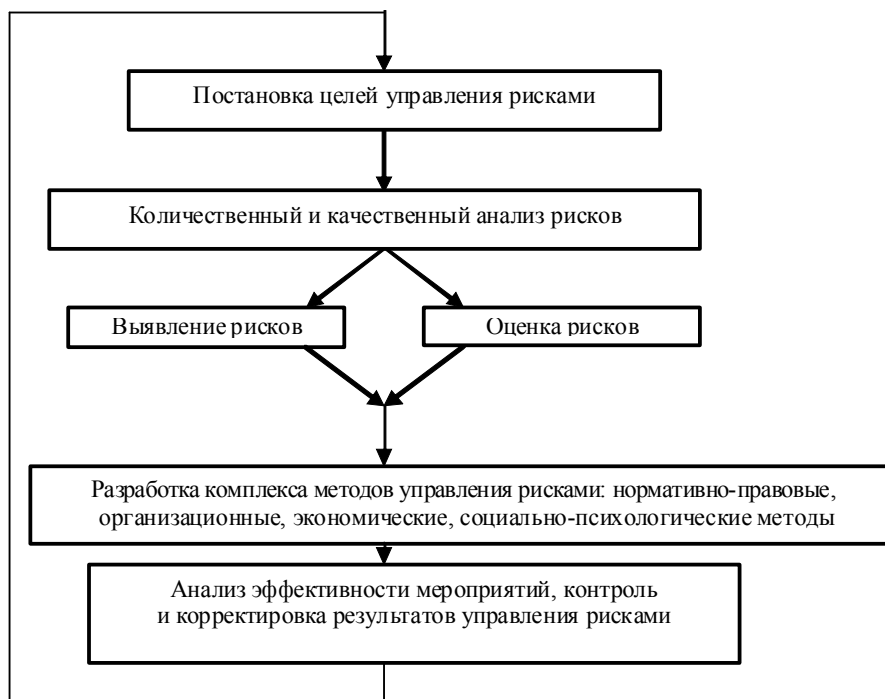 Постановка целей управления рисками
Количественный и качественный анализ рисков
Выявление рисков
Оценка рисков
Разработка комплекса методов управления рисками: нормативно-правовые,
организационные, экономические, социально-психологические методы
Анализ эффективности мероприятий, контроль
и корректировка результатов управления рисками